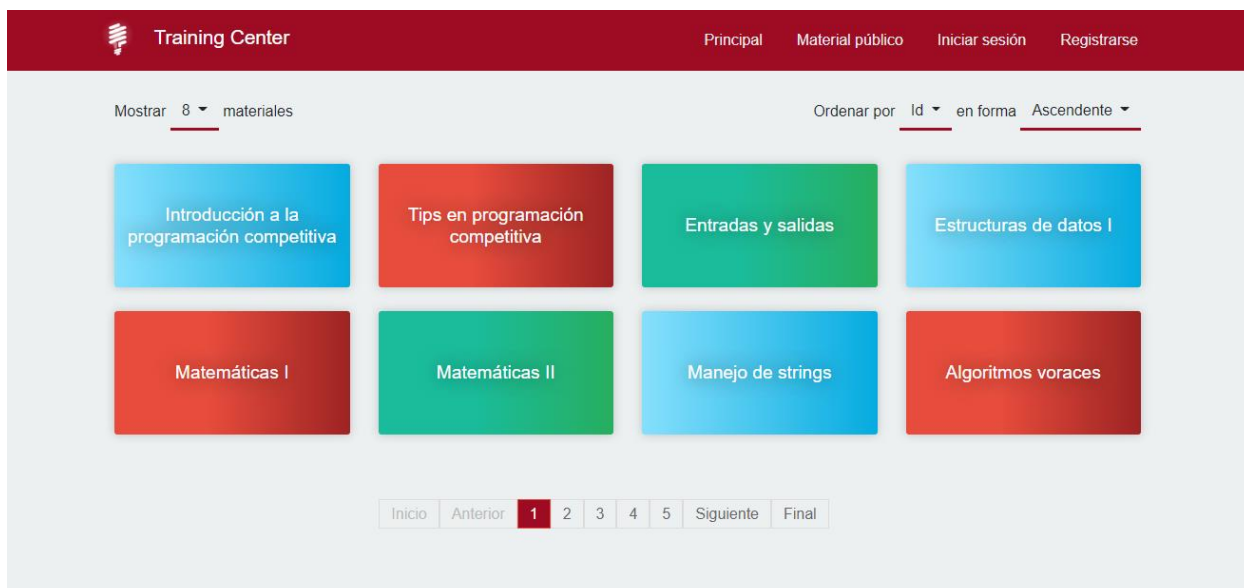 Training Center
Principal Material público Iniciar sesión Registrarse
Mostrar 8 materiales
Ordenar por Id en forma Ascendente
Introducción a la
programación competitiva
Tips en programación
competitiva
Entradas y salidas
Estructuras de datos I
Matemáticas I
Matemáticas II
Manejo de strings
Algoritmos voraces
Inicio Anterior 1 2 3 4 5 Siguiente Final